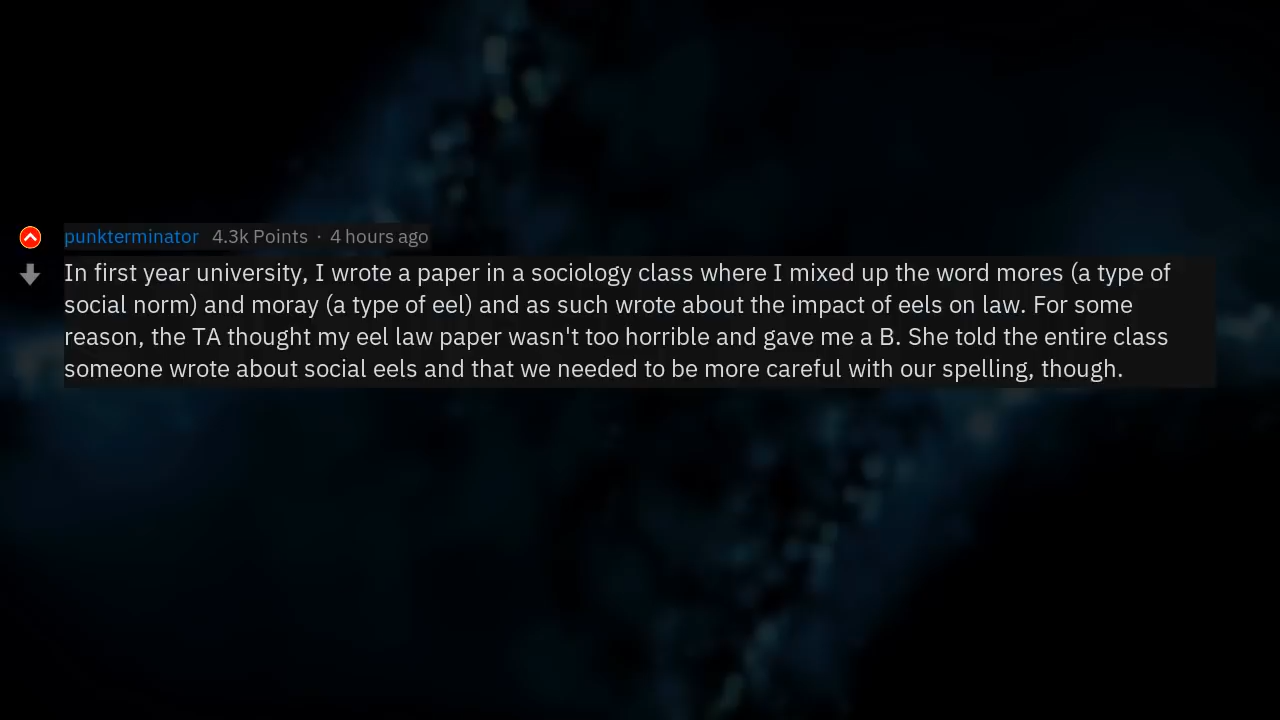 punkterminator 4.3k Points · 4 hours ago
In first year university, I wrote a paper in a sociology class where I mixed up the word mores (a type of
social norm) and moray (a type of eel) and as such wrote about the impact of eels on law. For some
reason, the TA thought my eel law paper wasn't too horrible and gave me a B. She told the entire class
someone wrote about social eels and that we needed to be more careful with our spelling, though.